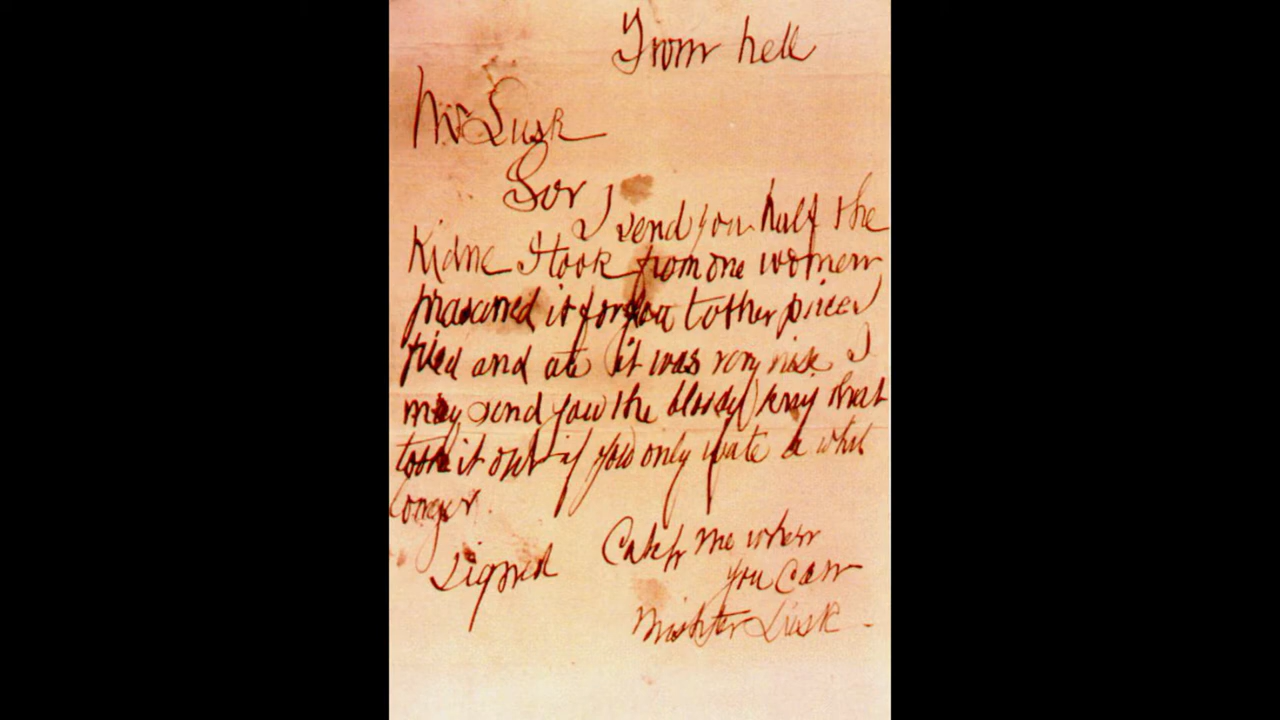 From hell
Mr Lusk
Sor
I send you half the
Kidne I took from one women
prasarved it for you tother piece I
fried and ate it was very nise I
may send you the bloody knif that
took it out if you only wate a whil
longer.
signed
Catch me when
you can
Mishter Lusk -